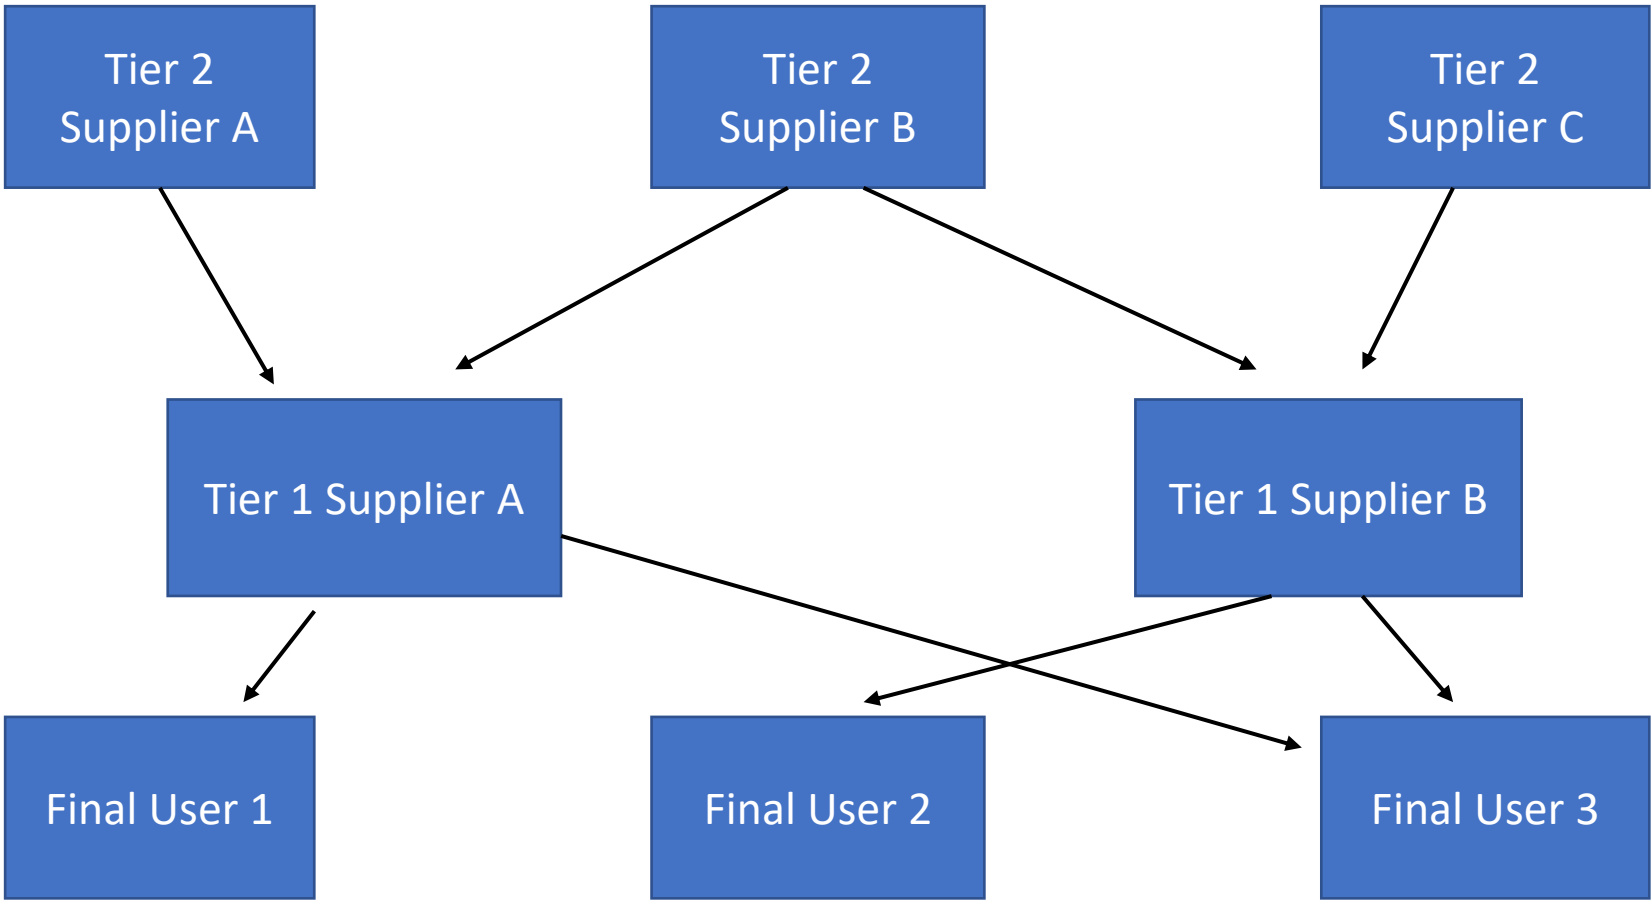 Tier 2
Supplier A
Tier 2
Supplier B
Tier 2
Supplier C
Tier 1 Supplier A
Tier 1 Supplier B
Final User 1
Final User 2
Final User 3